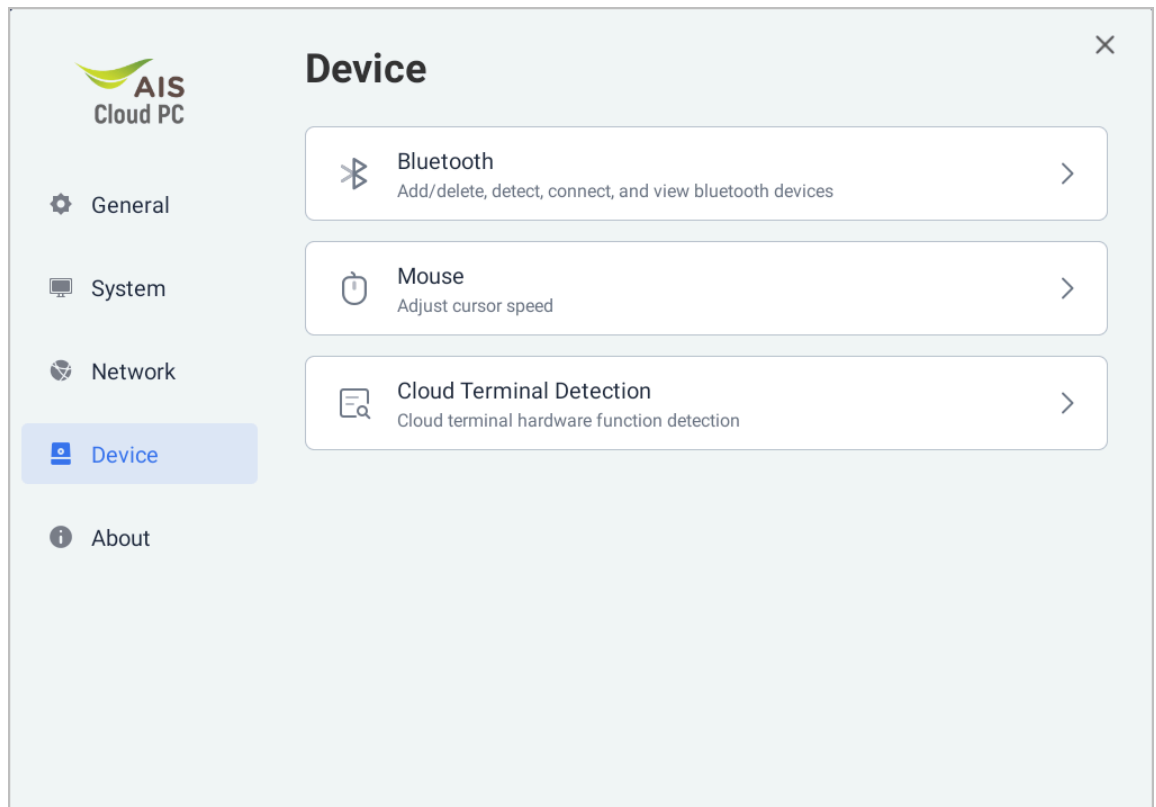 AIS
Cloud PC
General
System
Network
Device
About
Device
Bluetooth
Add/delete, detect, connect, and view bluetooth devices
Mouse
Adjust cursor speed
Cloud Terminal Detection
Cloud terminal hardware function detection